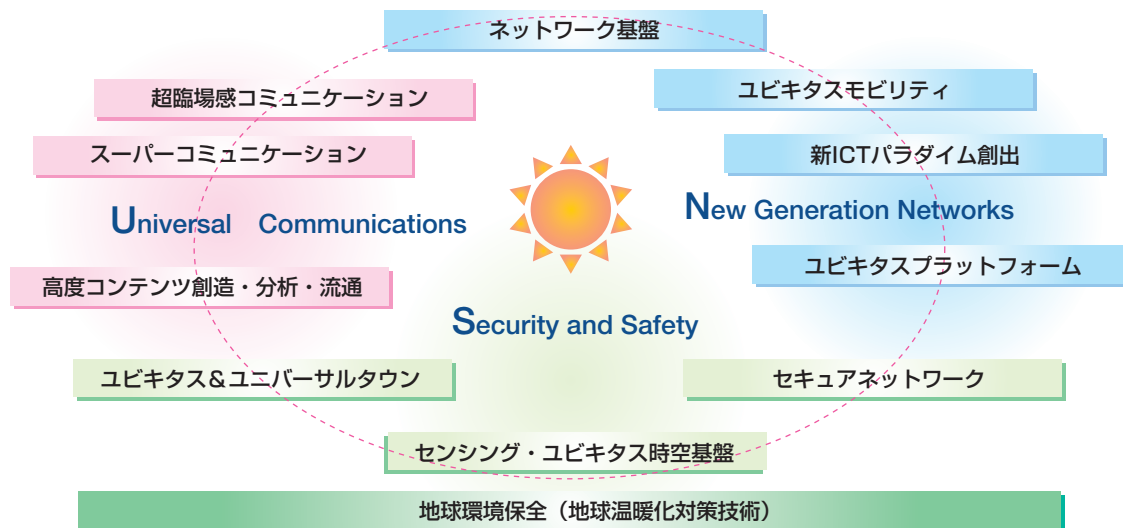 ネットワーク基盤
超臨場感コミュニケーション
ユビキタスモビリティ
スーパーコミュニケーション
新ICTパラダイム創出
Universal Communications
New Generation Networks
高度コンテンツ創造・分析・流通
ユビキタスプラットフォーム
Security and Safety
ユビキタス＆ユニバーサルタウン
セキュアネットワーク
センシング・ユビキタス時空基盤
地球環境保全（地球温暖化対策技術）